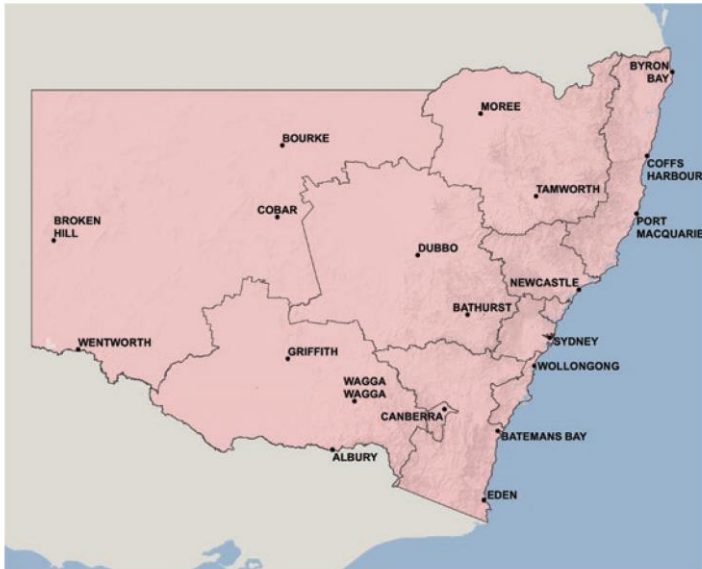 BYRON
BAY
MOREE
BOURKE
COFFS
HARBOUR
TAMWORTH
COBAR
BROKEN
HILL
PORT
MACQUARIE
DUBBO
NEWCASTLE
BATHURST
SYDNEY
WENTWORTH
GRIFFITH
WOLLONGONG
WAGGA
WAGGA
CANBERRA
BATEMANS BAY
ALBURY
EDEN